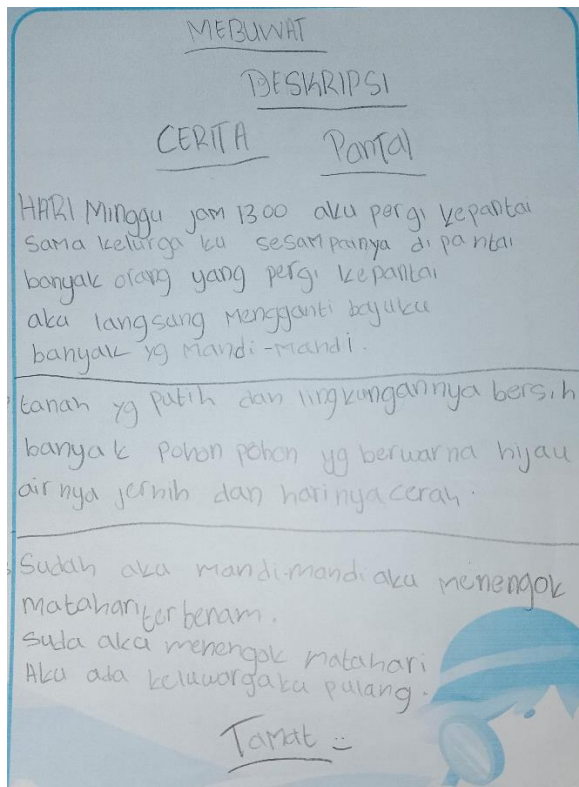 MEBUWAT
DESKRIPSI
CERITA Pantai
HARI Minggu jam 1300 aku pergi kepantai
sama kelurga ku sesampainya di pantai
banyak orang yang pergi kepantai
aku langsung mengganti bajuku
banyak yg mandi-mandi.
tanah yg putih dan lingkungannya bersih
banyak pohon pohon yg berwarna hijau
airnya jernih dan harinya cerah.
Sudah aku mandi-mandi aku menengok
matahari terbenam.
Suda aku menengok matahari
Aku ada keluwargaku pulang.
Tamat